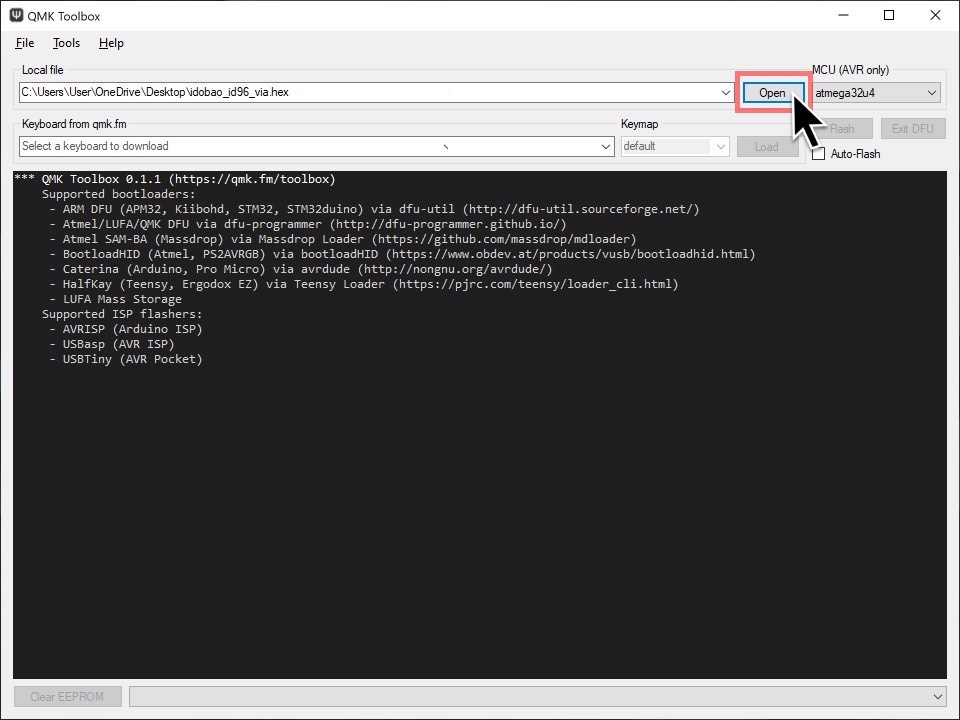 QMK Toolbox
File Tools Help
Local file
MCU (AVR only)
C:\Users\User\OneDrive\Desktop\idobao_id96_via.hex
Open
atmega32u4
Keyboard from qmk.fm
Keymap
Flash
Exit DFU
Select a keyboard to download
default
Load
Auto-Flash
*** QMK Toolbox 0.1.1 (https://qmk.fm/toolbox)
Supported bootloaders:
- ARM DFU (APM32, Kiibohd, STM32, STM32duino) via dfu-util (http://dfu-util.sourceforge.net/)
- Atmel/LUFA/QMK DFU via dfu-programmer (http://dfu-programmer.github.io/)
- Atmel SAM-BA (Massdrop) via Massdrop Loader (https://github.com/massdrop/mdloader)
- BootloadHID (Atmel, PS2AVRGB) via bootloadHID (https://www.obdev.at/products/vusb/bootloadhid.html)
- Caterina (Arduino, Pro Micro) via avrdude (http://nongnu.org/avrdude/)
- HalfKay (Teensy, Ergodox EZ) via Teensy Loader (https://pjrc.com/teensy/loader_cli.html)
- LUFA Mass Storage
Supported ISP flashers:
- AVRISP (Arduino ISP)
- USBasp (AVR ISP)
- USBTiny (AVR Pocket)
Clear EEPROM